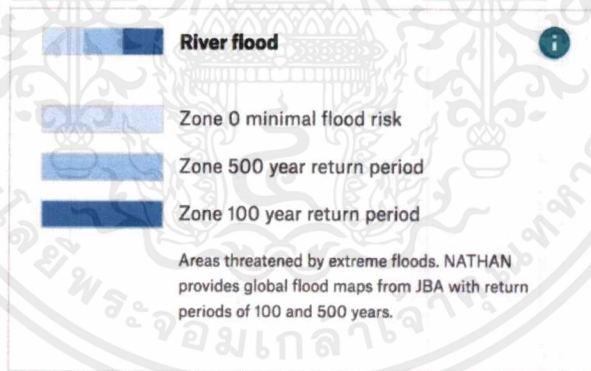 River flood
i
Zone 0 minimal flood risk
Zone 500 year return period
Zone 100 year return period
Areas threatened by extreme floods. NATHAN
provides global flood maps from JBA with return
periods of 100 and 500 years.